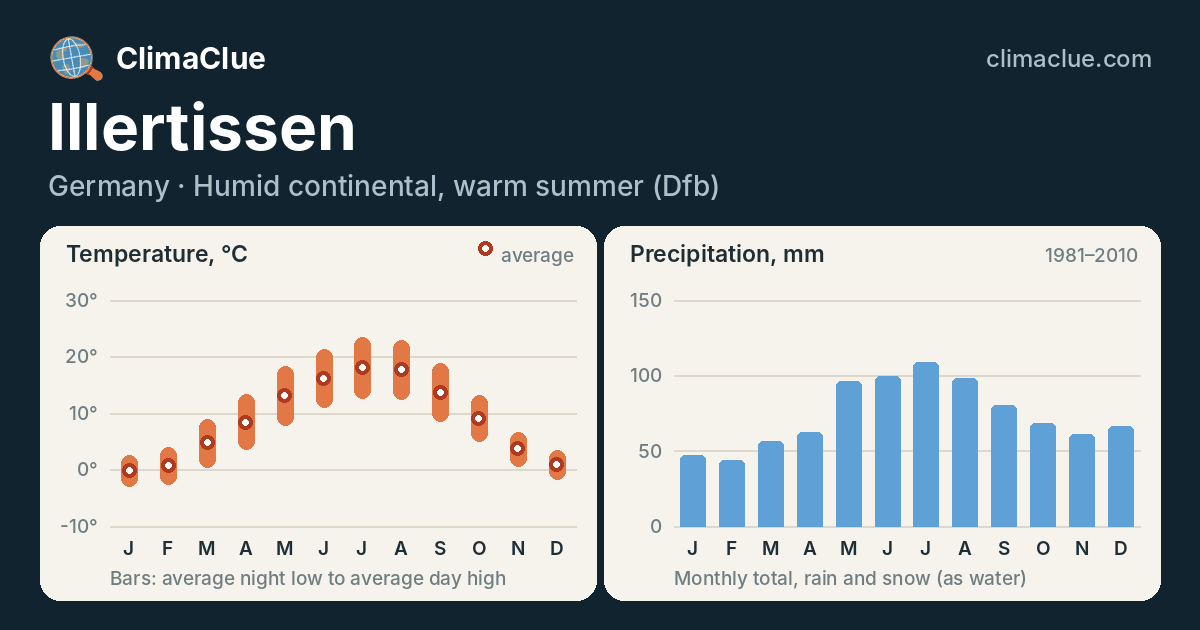 ClimaClue
climaclue.com
Illertissen
Germany · Humid continental, warm summer (Dfb)
Temperature, °C
average
30°
20°
10°
0°
-10°
J F M A M J J A S O N D
Bars: average night low to average day high
Precipitation, mm
1981–2010
150
100
50
0
J F M A M J J A S O N D
Monthly total, rain and snow (as water)